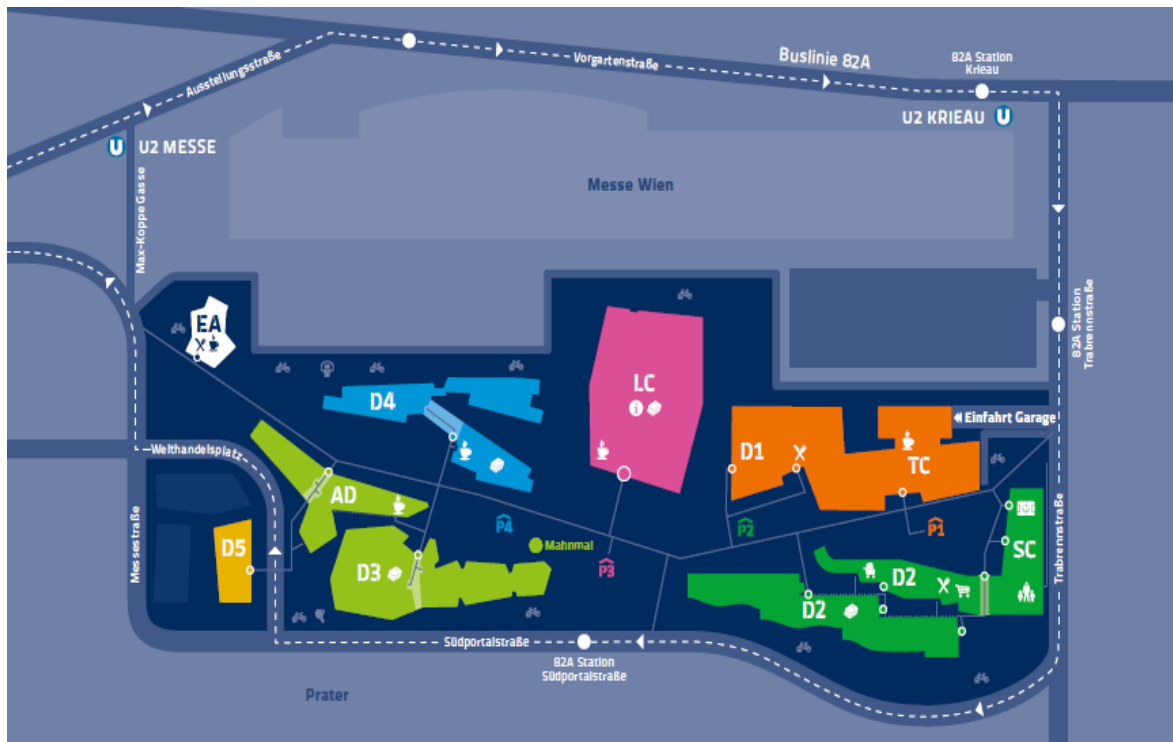 Buslinie 82A
Vorgartenstraße
Ausstellungsstraße
82A Station
Krieau
U2 KRIEAU U
U U2 MESSE
Messe Wien
Max-Koppe Gasse
82A Station
Trabrennstraße
EA
LC
i
D4
Einfahrt Garage
D1
TC
Welthandelsplatz
AD
P4
P2
P1
Mahnmal
Messestraße
D5
D3
P3
D2
SC
Trabrennstraße
D2
Südportalstraße
82A Station
Südportalstraße
Prater